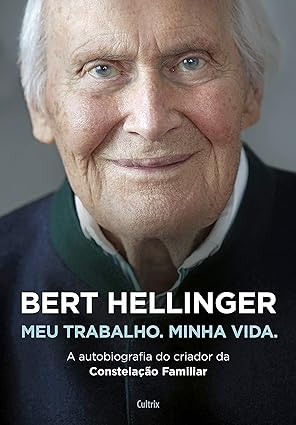 BERT HELLINGER
MEU TRABALHO. MINHA VIDA.
A autobiografia do criador da
Constelação Familiar
Cultrix